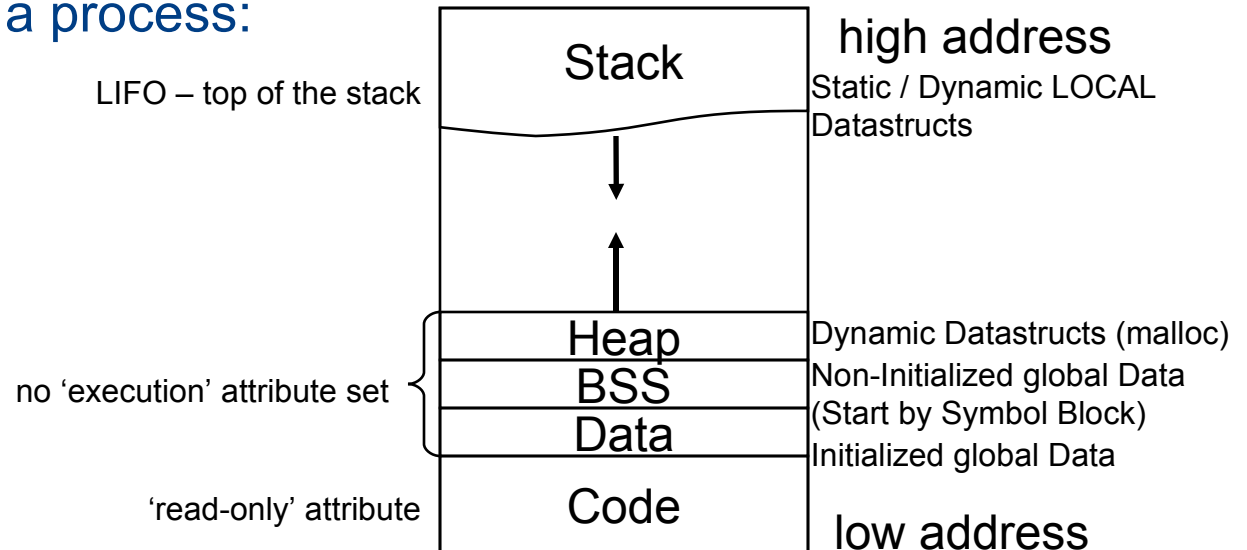 a process:
high address
Stack
LIFO – top of the stack
Static / Dynamic LOCAL
Datastructs
Heap
Dynamic Datastructs (malloc)
no ‘execution’ attribute set
BSS
Non-Initialized global Data
(Start by Symbol Block)
Data
Initialized global Data
‘read-only’ attribute
Code
low address